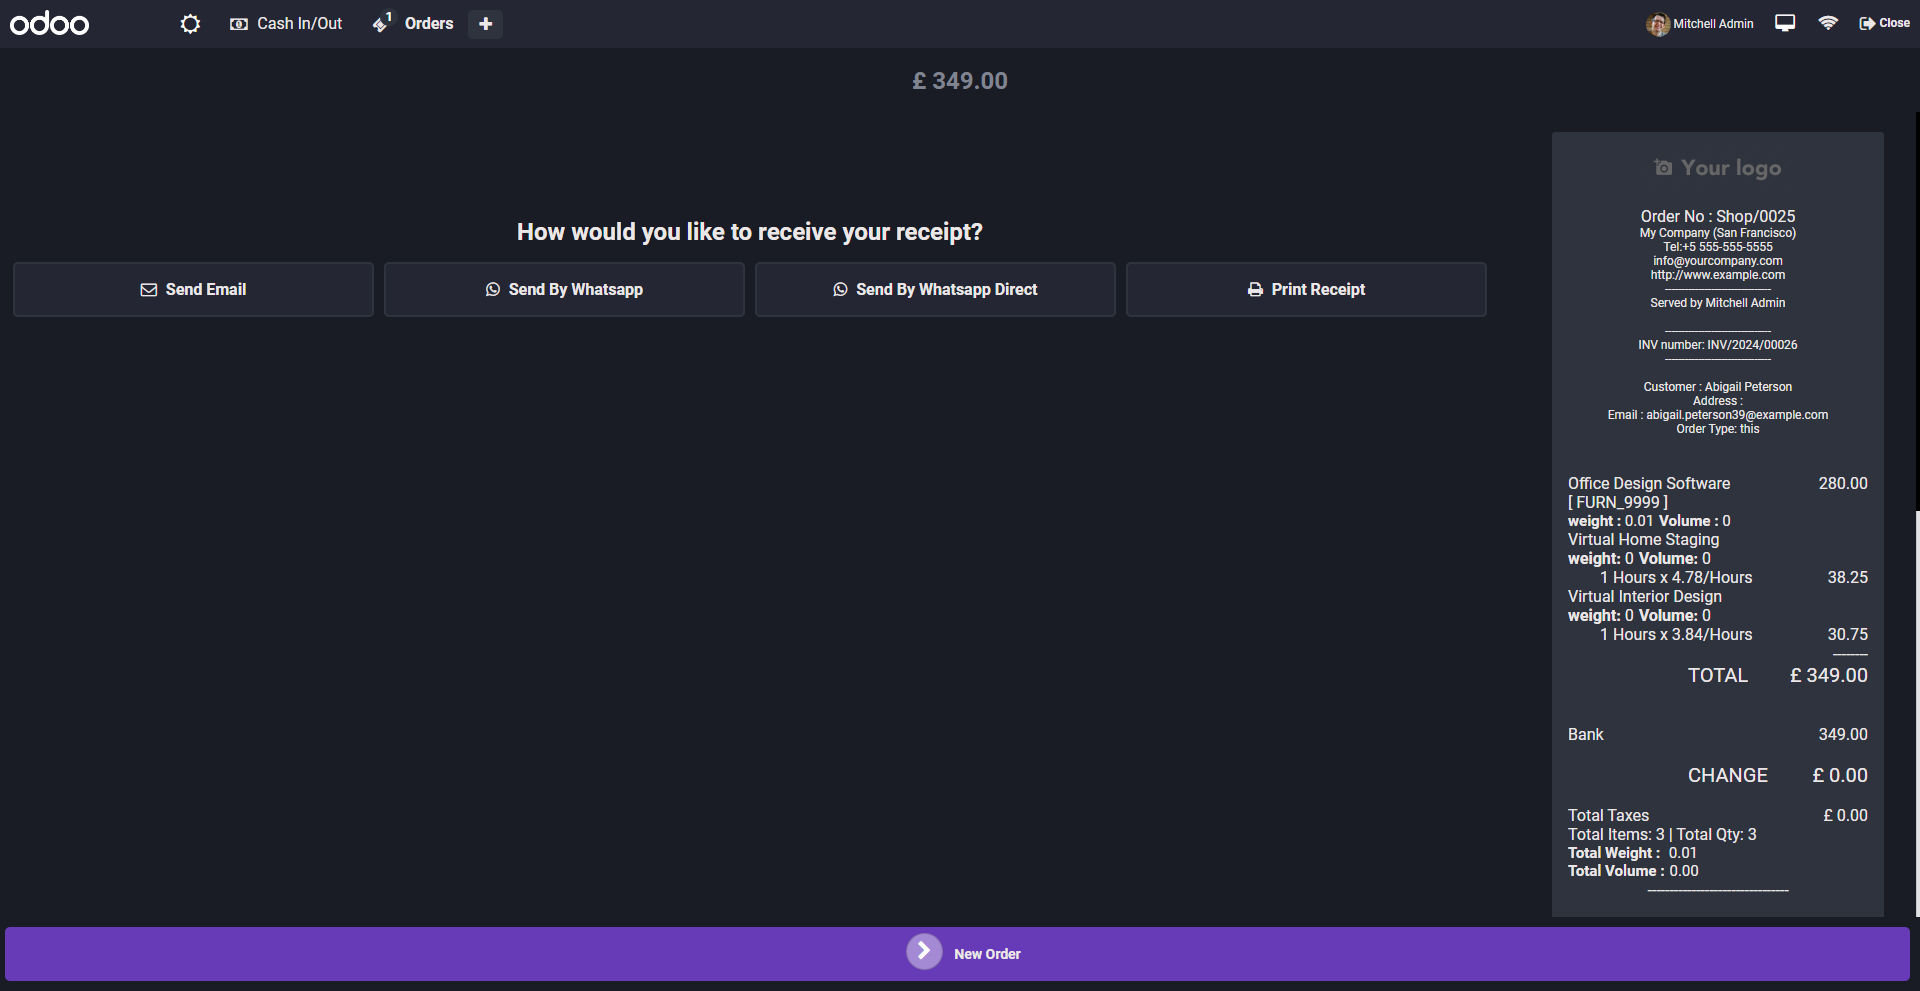 odoo
Cash In/Out
1
Orders
Mitchell Admin
Close
£ 349.00
How would you like to receive your receipt?
Send Email
Send By Whatsapp
Send By Whatsapp Direct
Print Receipt
Your logo
Order No : Shop/0025
My Company (San Francisco)
Tel:+5 555-555-5555
info@yourcompany.com
http://www.example.com
--------------------------------
Served by Mitchell Admin
--------------------------------
INV number: INV/2024/00026
--------------------------------
Customer : Abigail Peterson
Address :
Email : abigail.peterson39@example.com
Order Type: this
Office Design Software 280.00
[ FURN_9999 ]
weight : 0.01 Volume : 0
Virtual Home Staging
weight: 0 Volume: 0
1 Hours x 4.78/Hours 38.25
Virtual Interior Design
weight: 0 Volume: 0
1 Hours x 3.84/Hours 30.75
--------
TOTAL £ 349.00
Bank 349.00
CHANGE £ 0.00
Total Taxes £ 0.00
Total Items: 3 | Total Qty: 3
Total Weight : 0.01
Total Volume : 0.00
--------------------------------
New Order